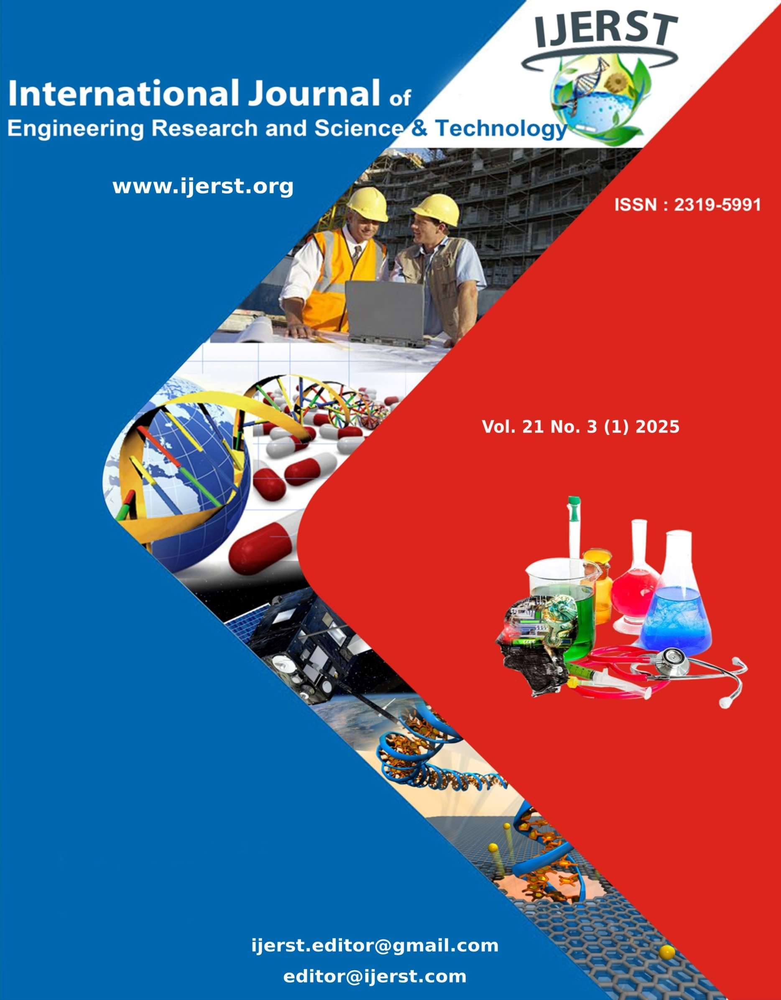 IJERST
International Journal of
Engineering Research and Science & Technology
www.ijerst.org
ISSN : 2319-5991
Vol. 21 No. 3 (1) 2025
ijerst.editor@gmail.com
editor@ijerst.com